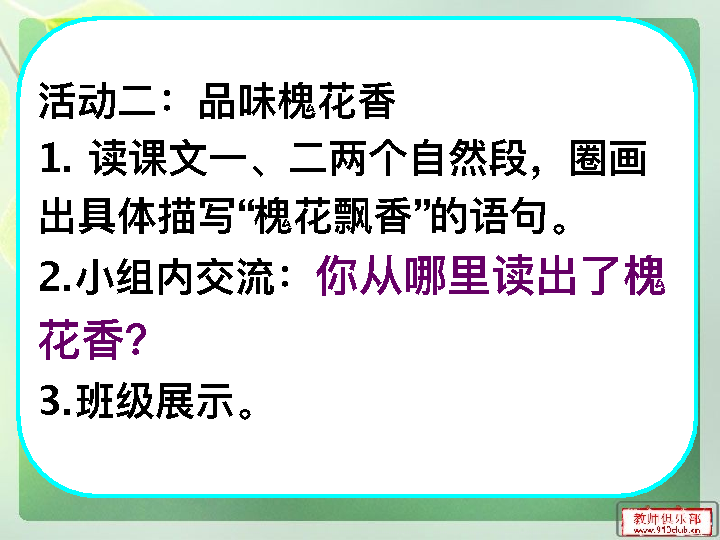 活动二：品味槐花香
1. 读课文一、二两个自然段，圈画
出具体描写“槐花飘香”的语句。
2.小组内交流：你从哪里读出了槐
花香?
3.班级展示。
教师俱乐部
www.910club.cn